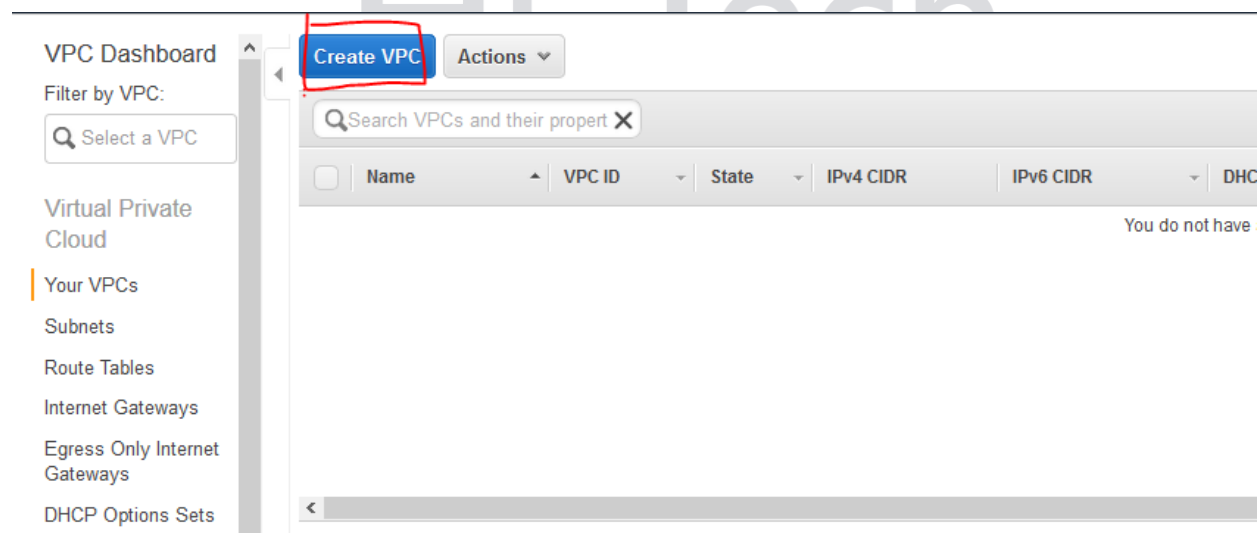 VPC Dashboard
Filter by VPC:
Select a VPC
Virtual Private
Cloud
Your VPCs
Subnets
Route Tables
Internet Gateways
Egress Only Internet
Gateways
DHCP Options Sets
Create VPC Actions
Search VPCs and their propert
Name VPC ID State IPv4 CIDR IPv6 CIDR DHC
You do not have